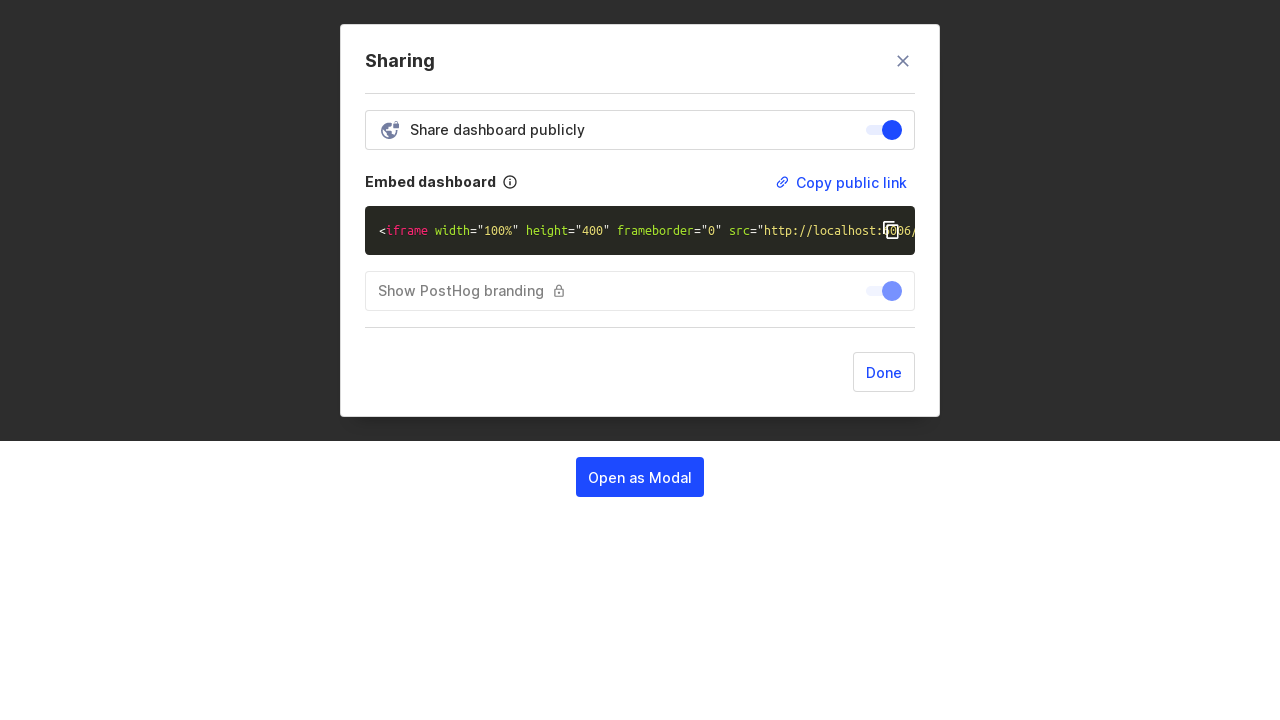 Sharing
Share dashboard publicly
Embed dashboard
Copy public link
<iframe width="100%" height="400" frameborder="0" src="http://localhost:6006/
Show PostHog branding
Done
Open as Modal